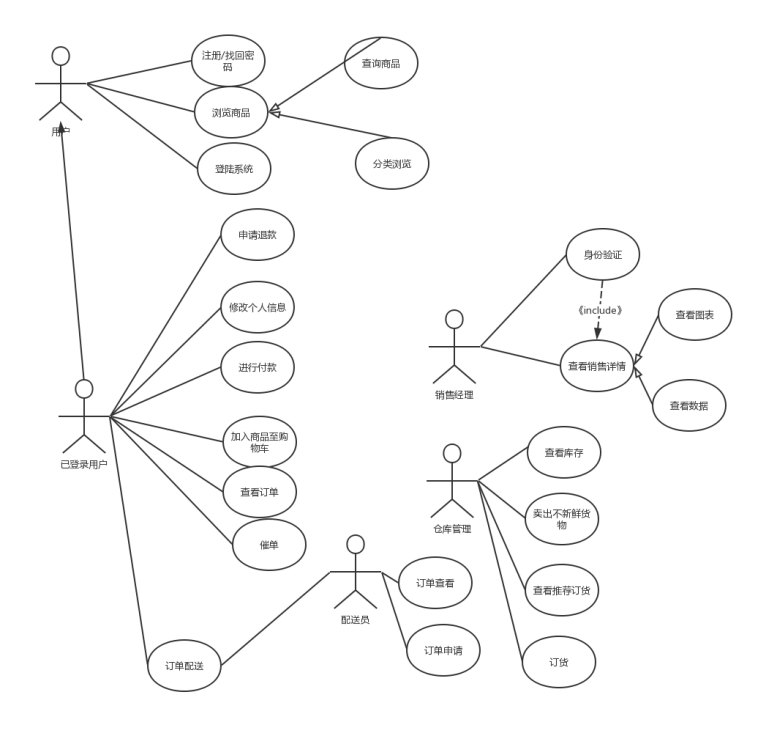 注册/找回密
码
查询商品
用户
浏览商品
登陆系统
分类浏览
申请退款
修改个人信息
进行付款
已登录用户
加入商品至购
物车
查看订单
催单
订单配送
配送员
订单查看
订单申请
身份验证
《include》
销售经理
查看销售详情
查看图表
查看数据
仓库管理
查看库存
卖出不新鲜货
物
查看推荐订货
订货